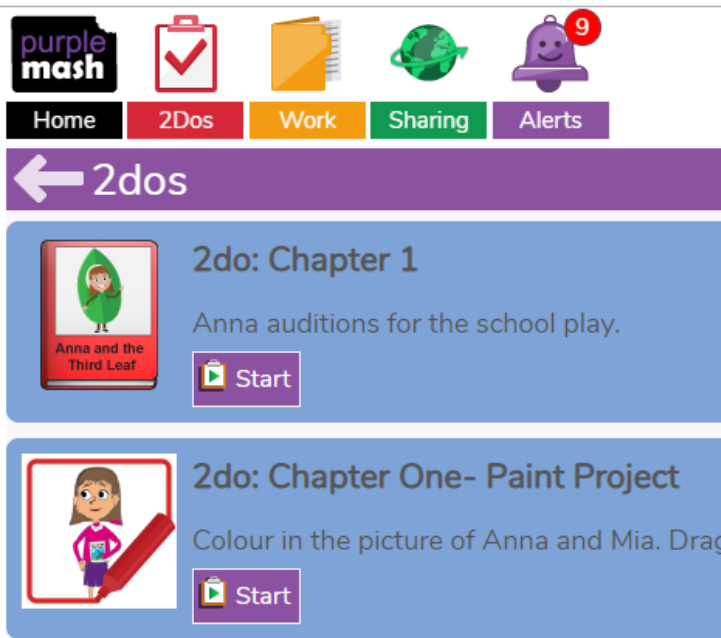 purple
mash
9
Home 2Dos Work Sharing Alerts
2dos
2do: Chapter 1
Anna auditions for the school play.
Anna and the
Third Leaf
Start
2do: Chapter One- Paint Project
Colour in the picture of Anna and Mia. Drag
Start